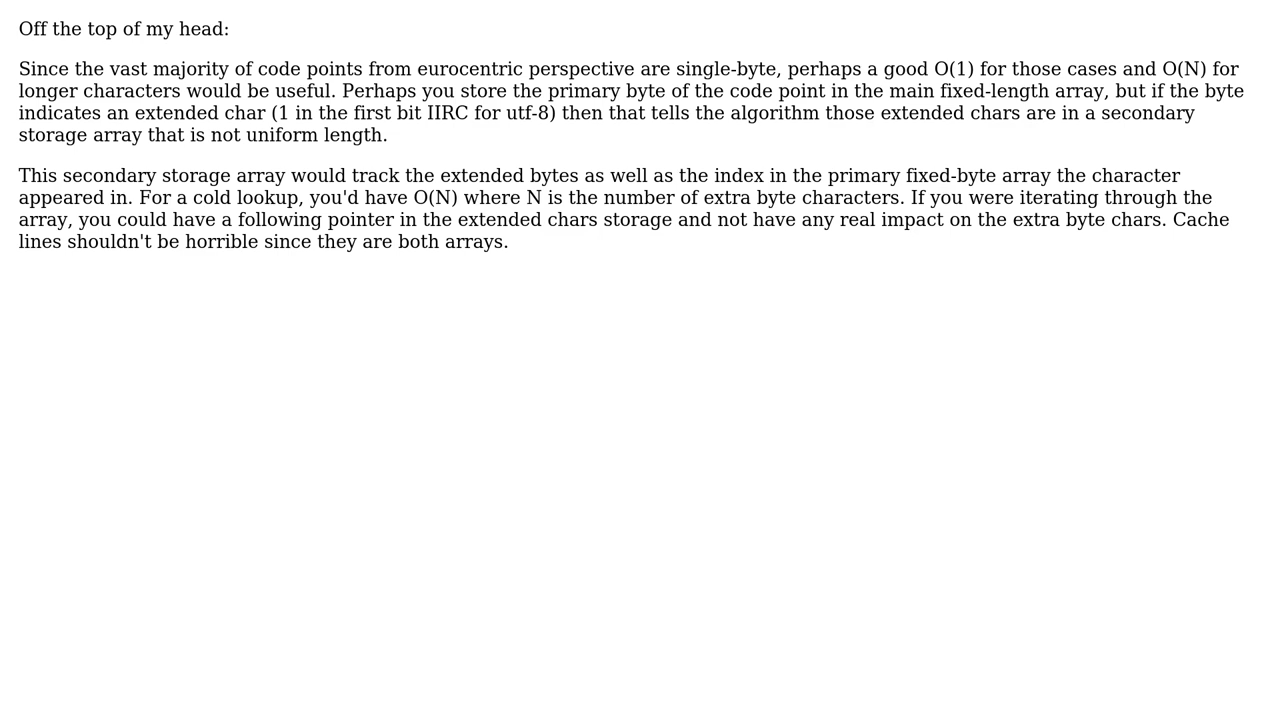 Off the top of my head:
Since the vast majority of code points from eurocentric perspective are single-byte, perhaps a good O(1) for those cases and O(N) for
longer characters would be useful. Perhaps you store the primary byte of the code point in the main fixed-length array, but if the byte
indicates an extended char (1 in the first bit IIRC for utf-8) then that tells the algorithm those extended chars are in a secondary
storage array that is not uniform length.
This secondary storage array would track the extended bytes as well as the index in the primary fixed-byte array the character
appeared in. For a cold lookup, you'd have O(N) where N is the number of extra byte characters. If you were iterating through the
array, you could have a following pointer in the extended chars storage and not have any real impact on the extra byte chars. Cache
lines shouldn't be horrible since they are both arrays.